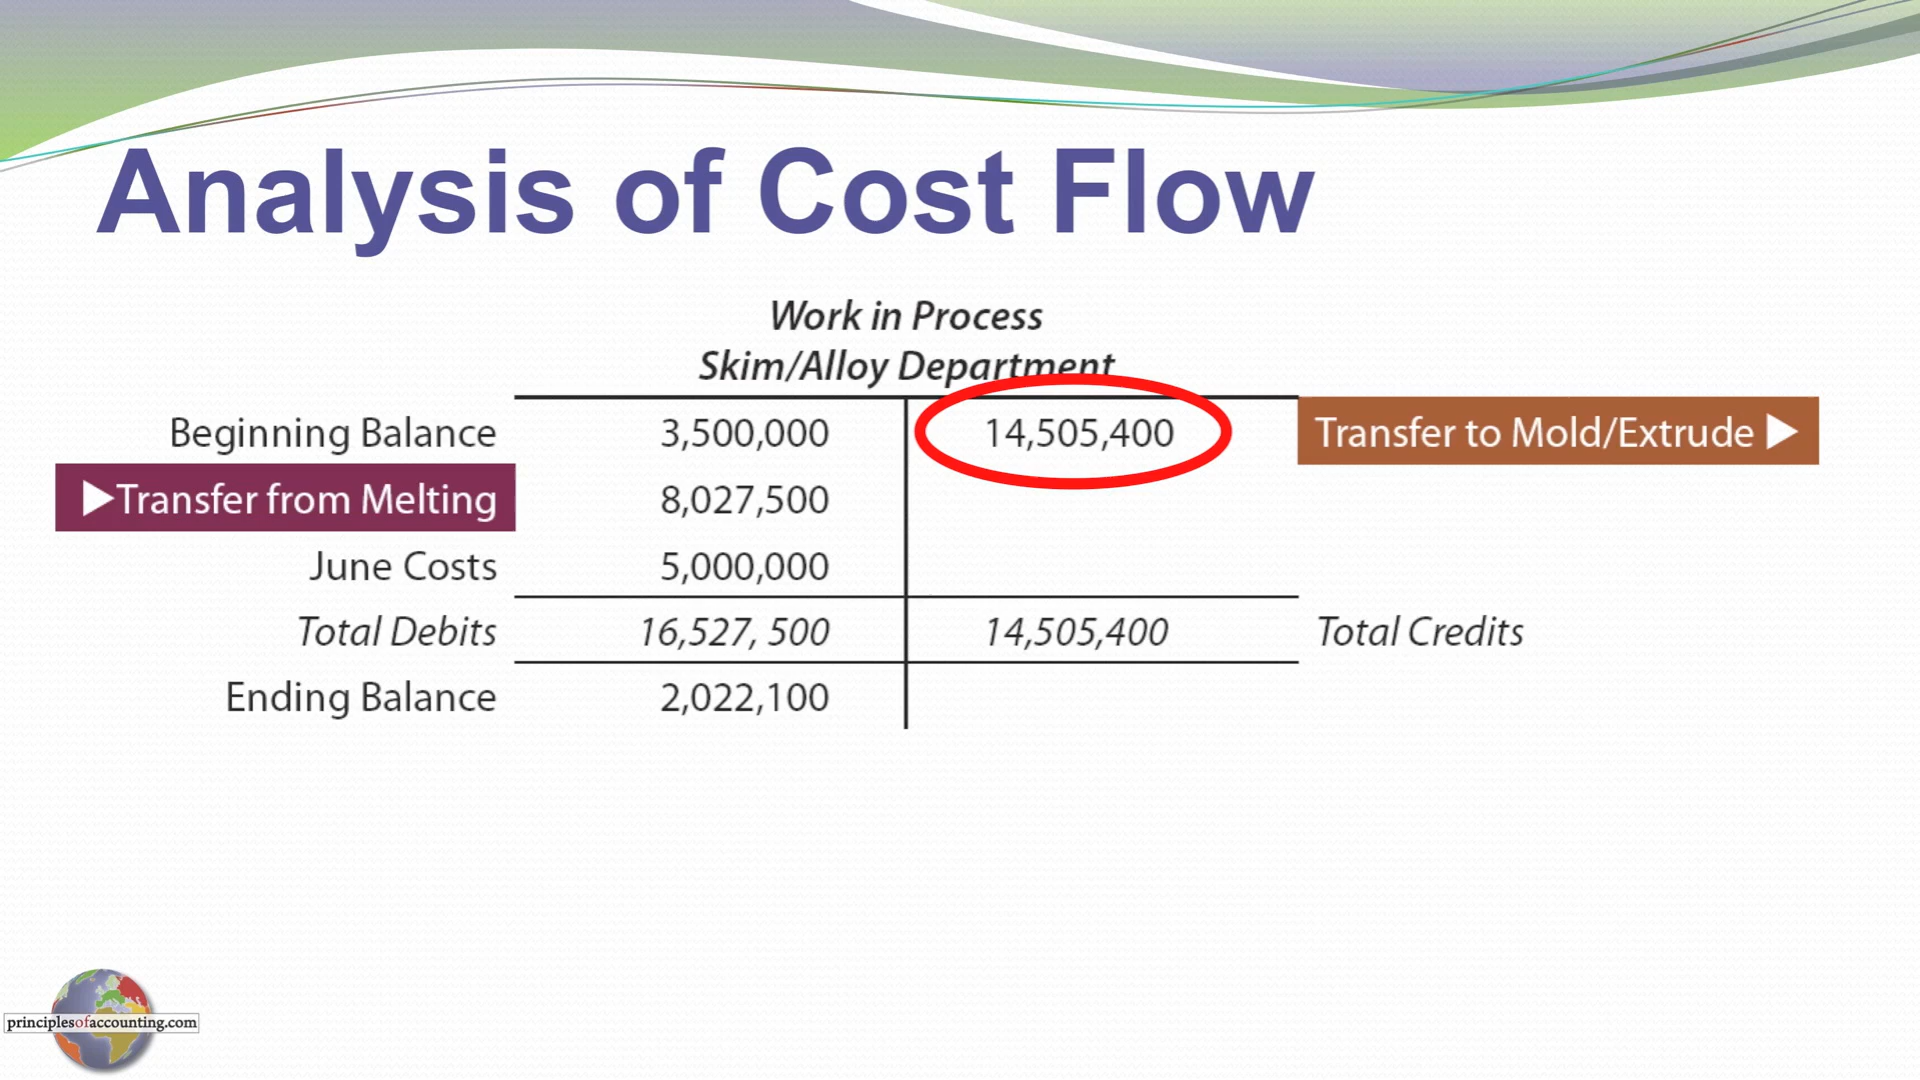 Analysis of Cost Flow
Work in Process
Skim/Alloy Department
Beginning Balance 3,500,000 14,505,400 Transfer to Mold/Extrude ▶
▶Transfer from Melting 8,027,500
June Costs 5,000,000
Total Debits 16,527, 500 14,505,400 Total Credits
Ending Balance 2,022,100
principlesofaccounting.com